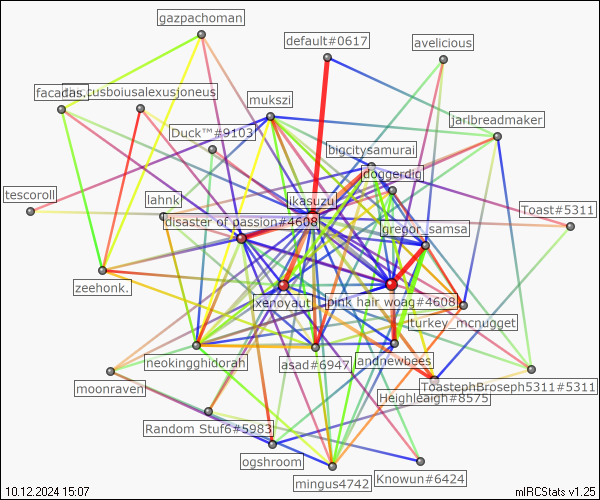 gazpachoman
default#0617
avelicious
facadas.
cusboiusalexusjoneus
mukszi
jarlbreadmaker
Duck™#9103
bigcitysamurai
doggerdig
tescoroll
lahnk
ikasuzu
Toast#5311
disaster of passion#4608
gregor_samsa
zeehonk.
xenoyaut
pink hair woag#4608
turkey_mcnugget
neokingghidorah
asad#6947
andnewbees
moonraven
ToastephBroseph5311#5311
Heighleaigh#8575
Random Stuf6#5983
ogshroom
mingus4742
Knowun#6424
10.12.2024 15:07
mIRCStats v1.25